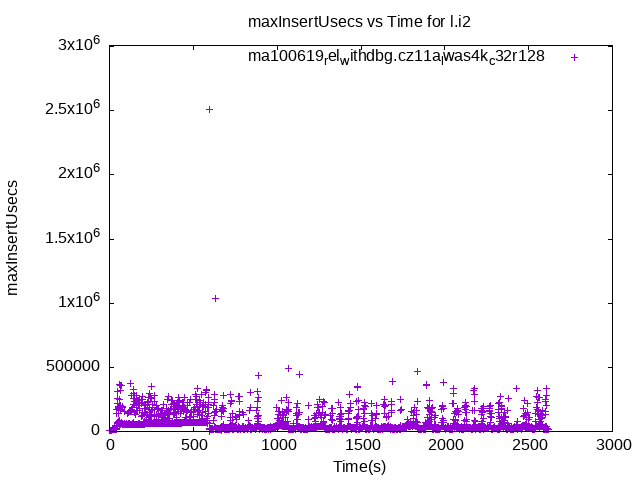 maxInsertUsecs vs Time for l.i2
3x10^6
ma100619_rel_withdbg.cz11a_was4k_c32r128
2.5x10^6
2x10^6
1.5x10^6
1x10^6
500000
0
maxInsertUsecs
0 500 1000 1500 2000 2500 3000
Time(s)